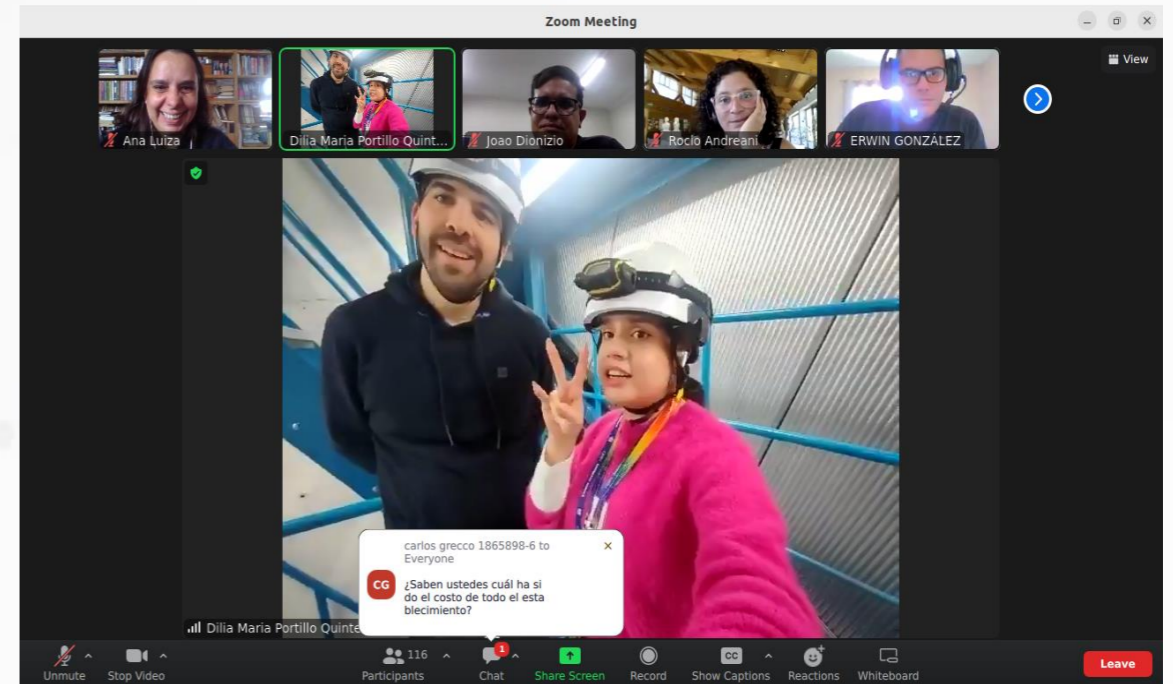 Zoom Meeting
View
Ana Luiza
Dilia Maria Portillo Quint...
Joao Dionizio
Rocío Andreani
ERWIN GONZÁLEZ
carlos grecco 1865898-6 to
Everyone
CG
¿Saben ustedes cuál ha si
do el costo de todo el esta
blecimiento?
Dilia Maria Portillo Quinte
Unmute
Stop Video
116
Participants
1
Chat
Share Screen
Record
CC
Show Captions
Reactions
Whiteboard
Leave